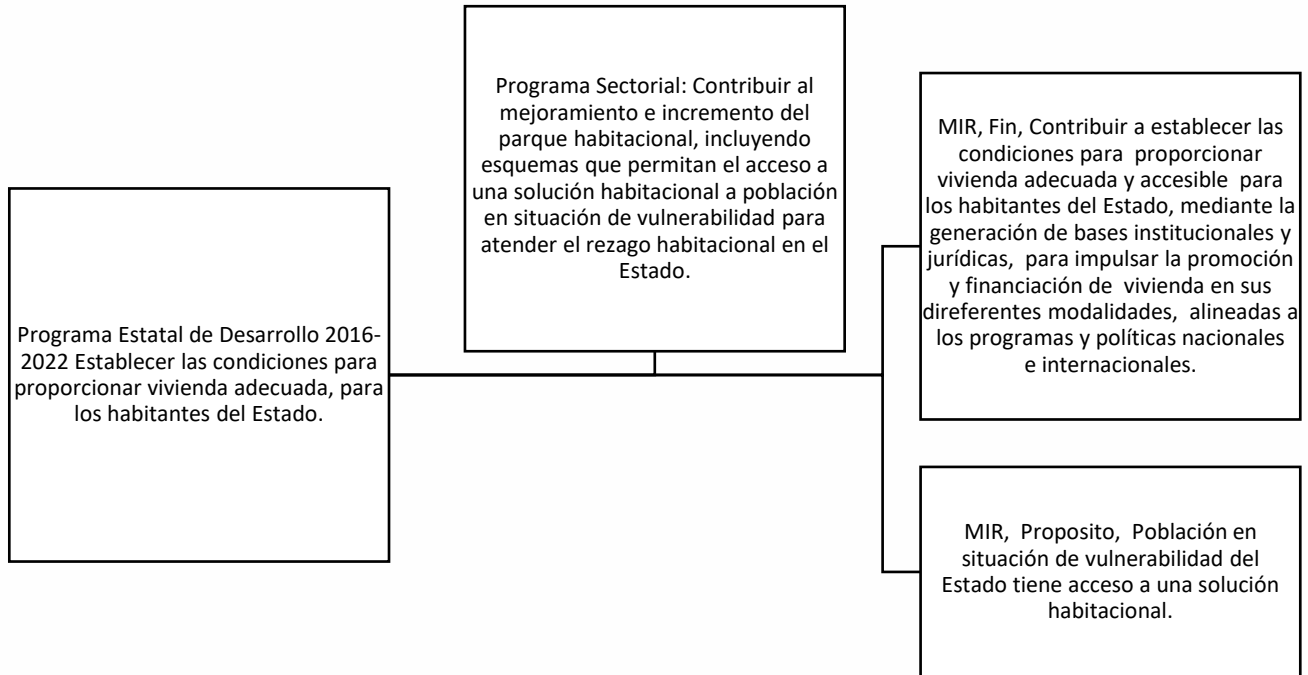 Programa Estatal de Desarrollo 2016-
2022 Establecer las condiciones para
proporcionar vivienda adecuada, para
los habitantes del Estado.
Programa Sectorial: Contribuir al
mejoramiento e incremento del
parque habitacional, incluyendo
esquemas que permitan el acceso a
una solución habitacional a población
en situación de vulnerabilidad para
atender el rezago habitacional en el
Estado.
MIR, Fin, Contribuir a establecer las
condiciones para proporcionar
vivienda adecuada y accesible para
los habitantes del Estado, mediante la
generación de bases institucionales y
jurídicas, para impulsar la promoción
y financiación de vivienda en sus
direferentes modalidades, alineadas a
los programas y políticas nacionales
e internacionales.
MIR, Proposito, Población en
situación de vulnerabilidad del
Estado tiene acceso a una solución
habitacional.